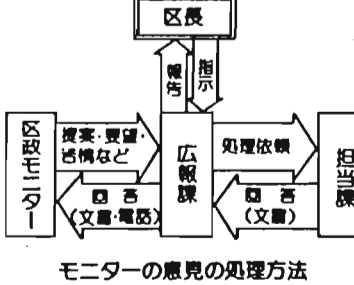 区長
報告
指示
区政モニター
提案・要望・
苦情など
広報課
処理依頼
担当課
回答
(文書・電話)
回答
(文書)
モニターの意見の処理方法